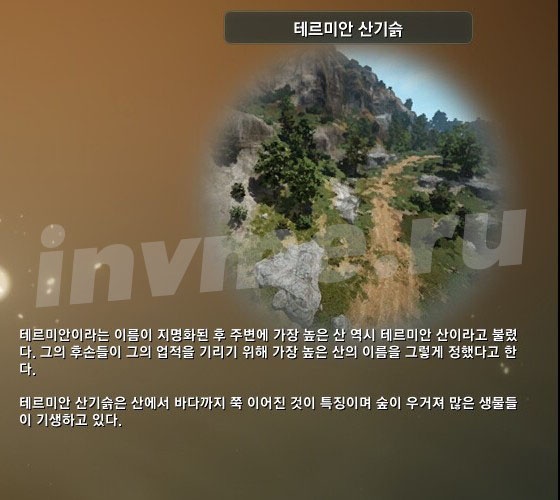 테르미안 산기슭
invme.ru
테르미안이라는 이름이 지명화된 후 주변에 가장 높은 산 역시 테르미안 산이라고 불렸
다. 그의 후손들이 그의 업적을 기리기 위해 가장 높은 산의 이름을 그렇게 정했다고 한
다.
테르미안 산기슭은 산에서 바다까지 쭉 이어진 것이 특징이며 숲이 우거져 많은 생물들
이 기생하고 있다.